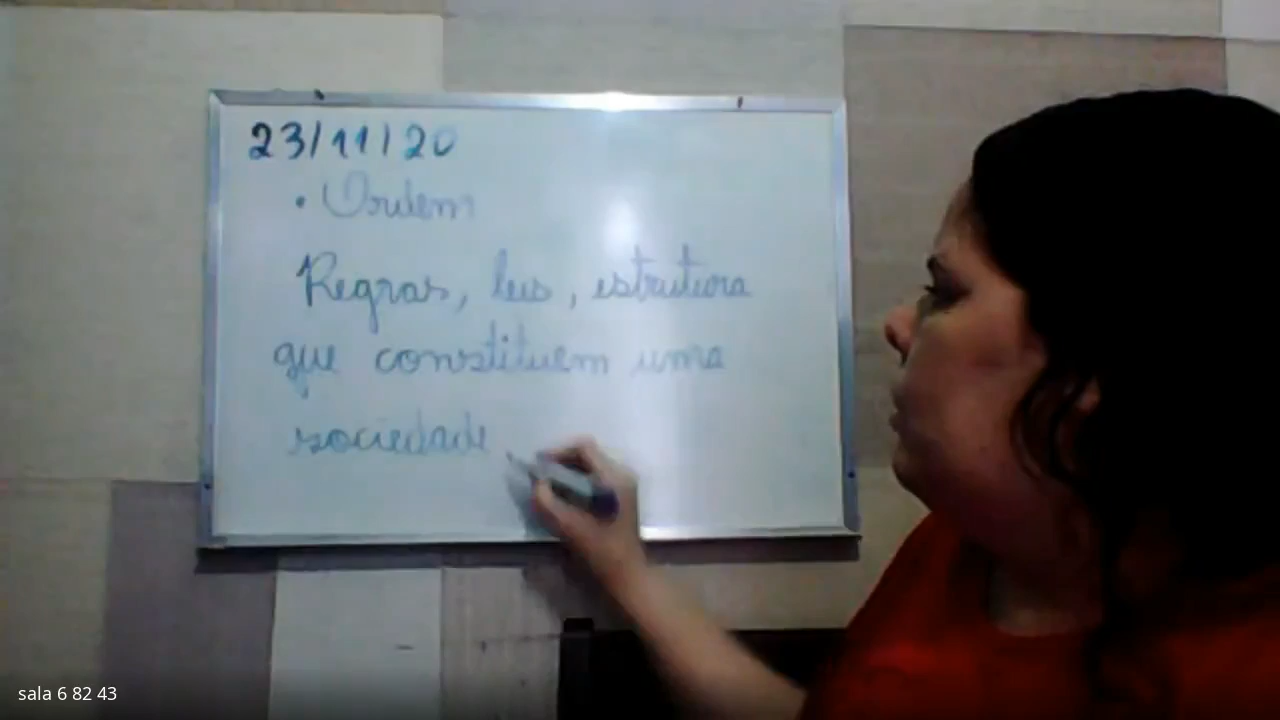 23/11/20
• Ordem
Regras, leis, estrutura
que constituem uma
sociedade
sala 6 82 43